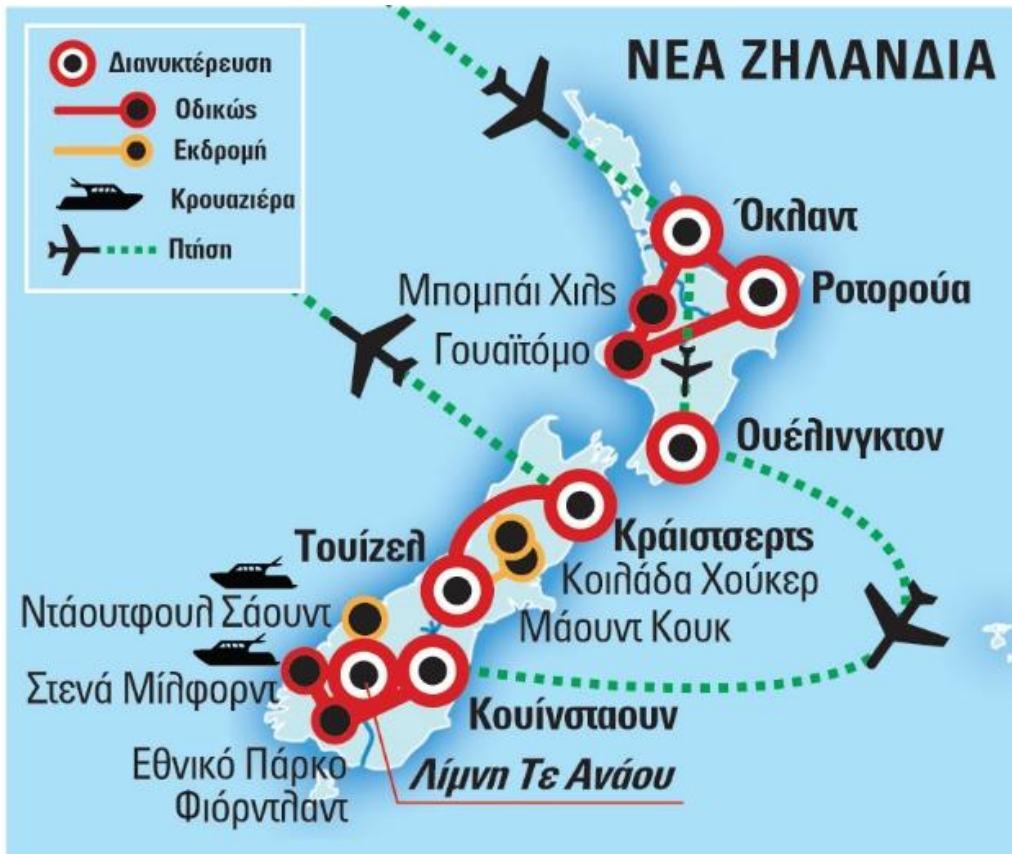 ΝΕΑ ΖΗΛΑΝΔΙΑ
Διανυκτέρευση
Οδικώς
Εκδρομή
Κρουαζιέρα
Πτήση
Όκλαντ
Μπομπάι Χιλς
Ροτορούα
Γουαϊτόμο
Ουέλινγκτον
Κράιστσερτς
Τουίζελ
Κοιλάδα Χούκερ
Ντάουτφουλ Σάουντ
Μάουντ Κουκ
Στενά Μίλφορντ
Κουίνσταουν
Εθνικό Πάρκο
Φιόρντλαντ
Λίμνη Τε Ανάου